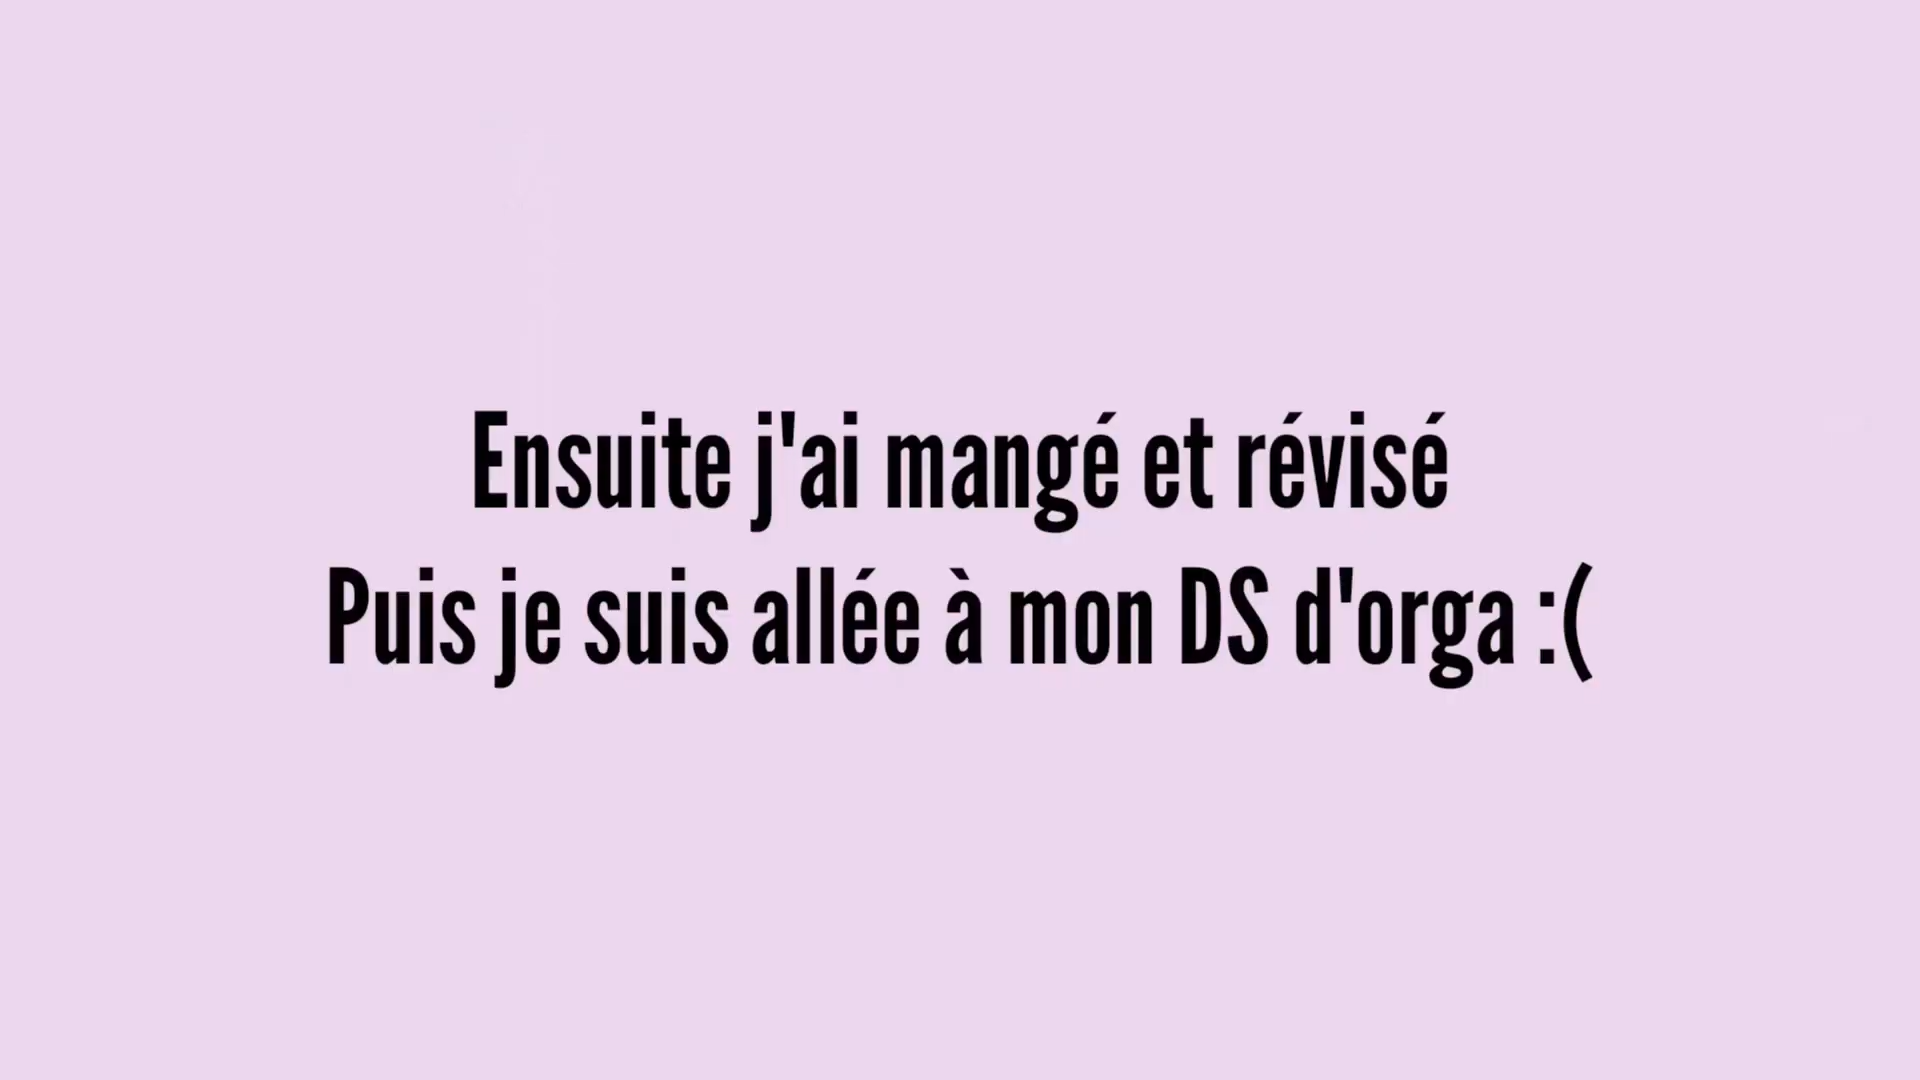 Ensuite j'ai mangé et révisé
Puis je suis allée à mon DS d'orga :(